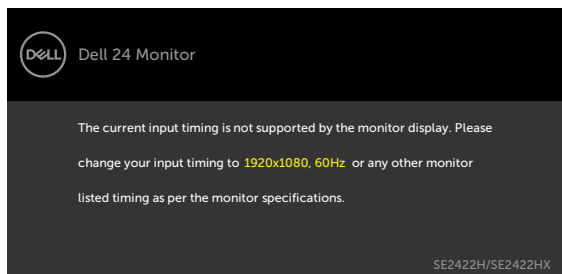 DELL
Dell 24 Monitor
The current input timing is not supported by the monitor display. Please
change your input timing to 1920x1080, 60Hz or any other monitor
listed timing as per the monitor specifications.
SE2422H/SE2422HX